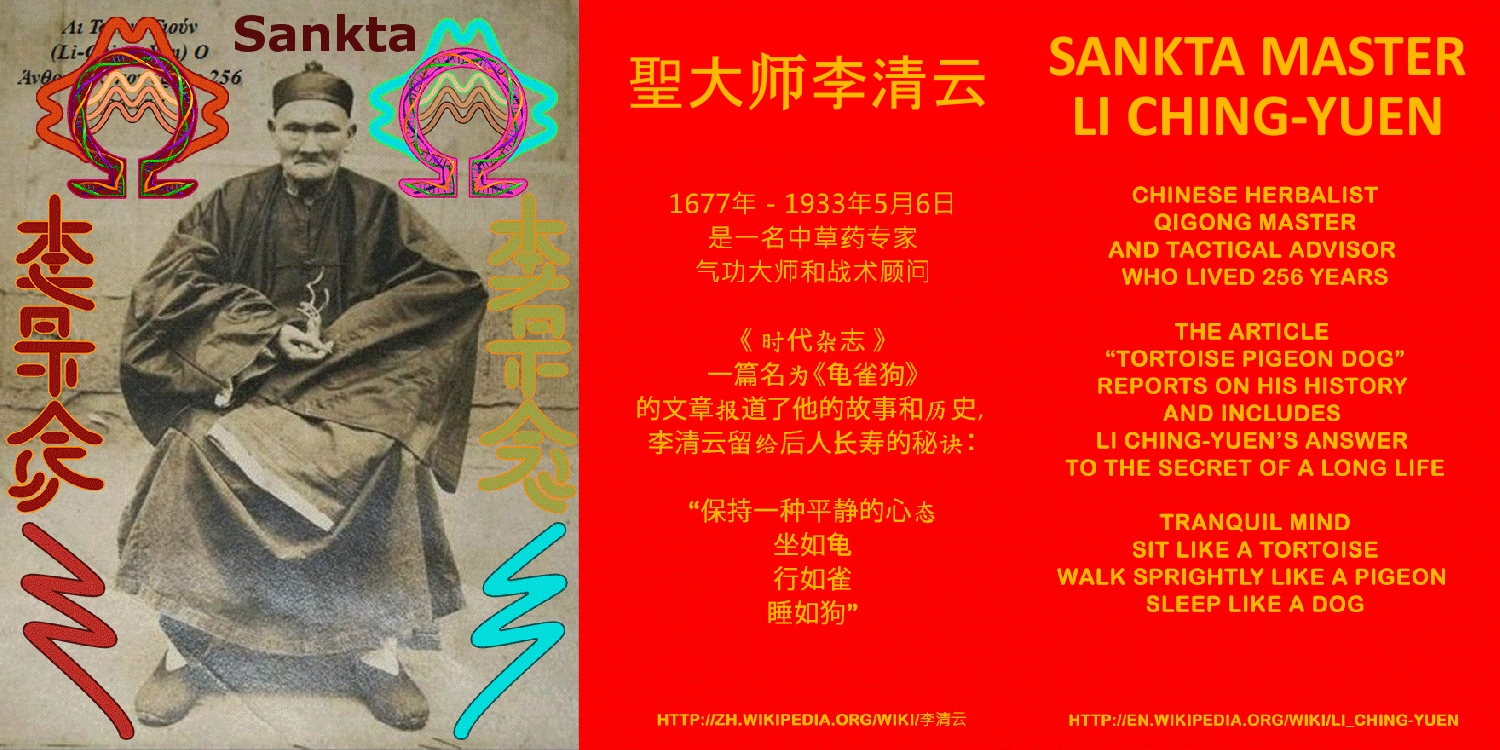 Sankta
(Li-
256
聖大师李清云
1677年 - 1933年5月6日
是一名中草药专家
气功大师和战术顾问
《 时代杂志 》
一篇名为《龟雀狗》
的文章报道了他的故事和历史,
李清云留给后人长寿的秘诀:
“保持一种平静的心态
坐如龟
行如雀
睡如狗”
HTTP://ZH.WIKIPEDIA.ORG/WIKI/李清云
SANKTA MASTER
LI CHING-YUEN
CHINESE HERBALIST
QIGONG MASTER
AND TACTICAL ADVISOR
WHO LIVED 256 YEARS
THE ARTICLE
“TORTOISE PIGEON DOG”
REPORTS ON HIS HISTORY
AND INCLUDES
LI CHING-YUEN’S ANSWER
TO THE SECRET OF A LONG LIFE
TRANQUIL MIND
SIT LIKE A TORTOISE
WALK SPRIGHTLY LIKE A PIGEON
SLEEP LIKE A DOG
HTTP://EN.WIKIPEDIA.ORG/WIKI/LI_CHING-YUEN